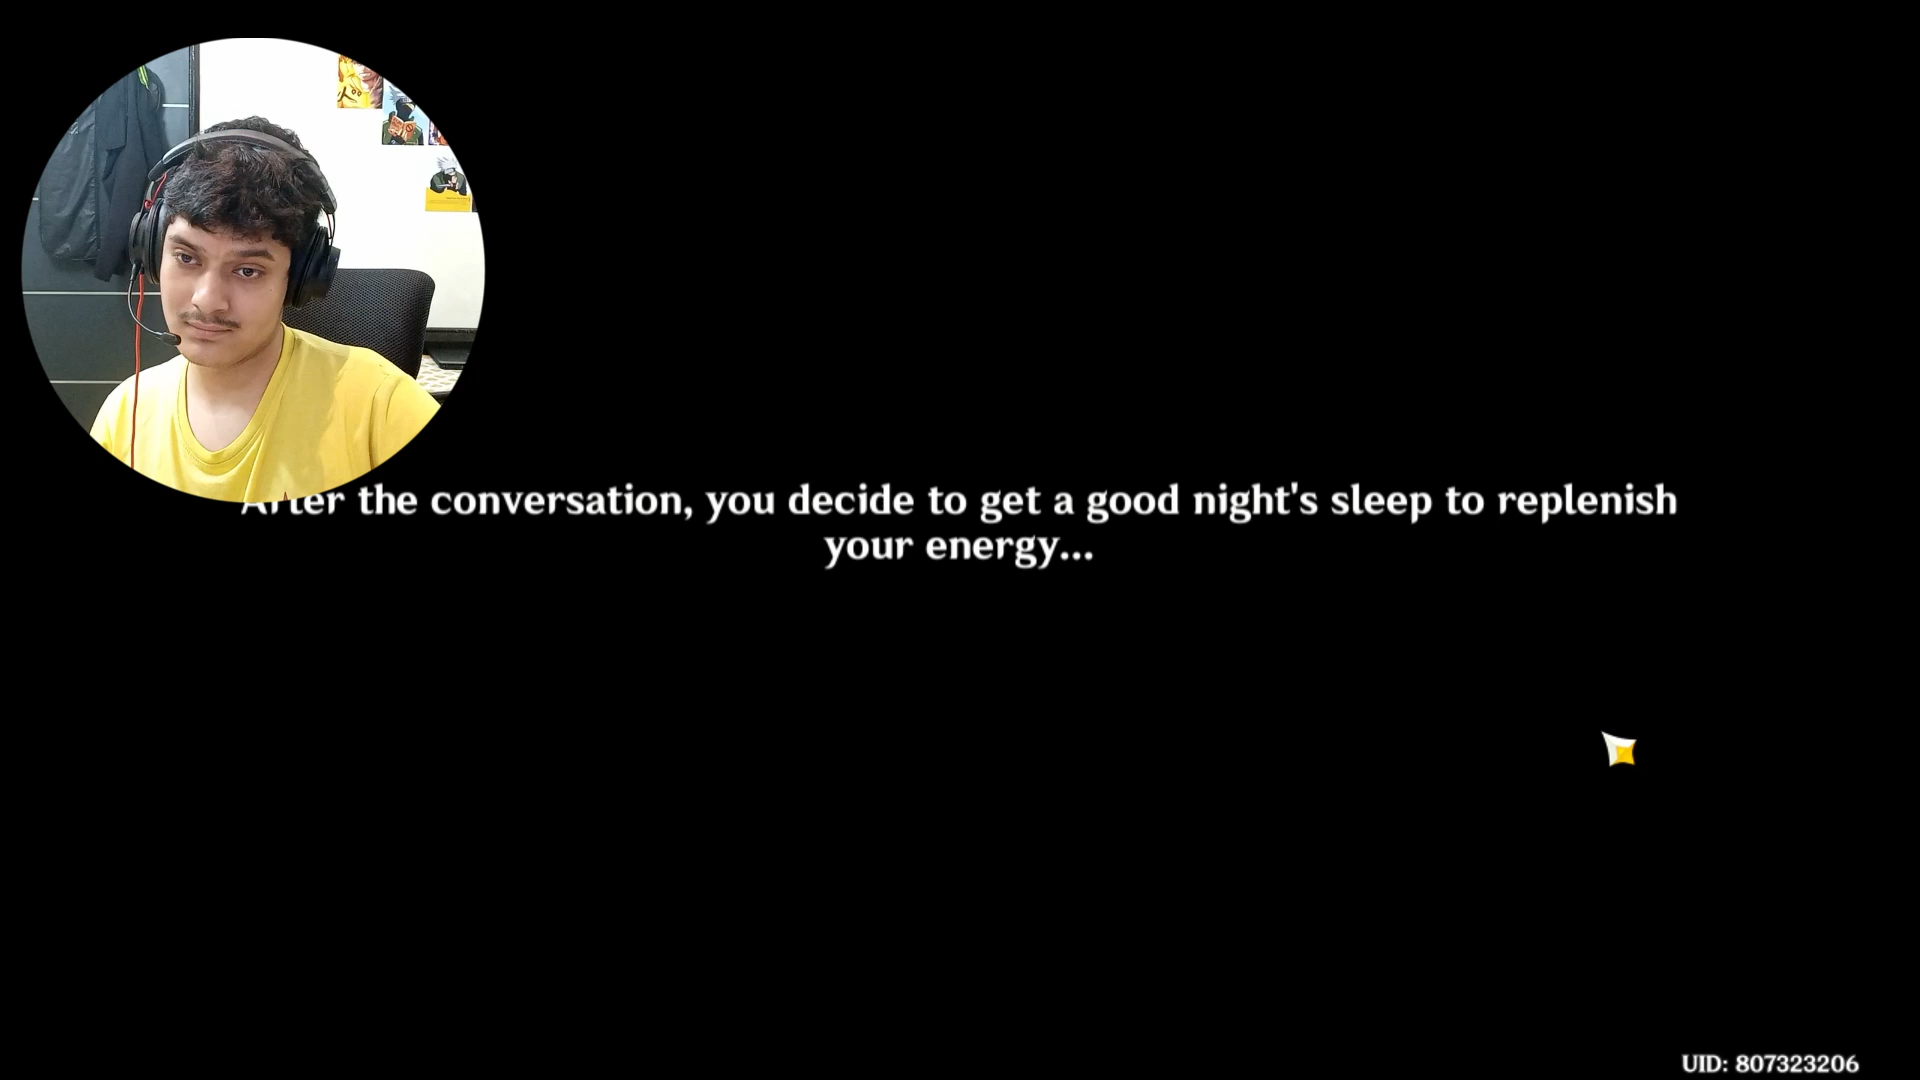 After the conversation, you decide to get a good night's sleep to replenish
your energy...
UID: 807323206